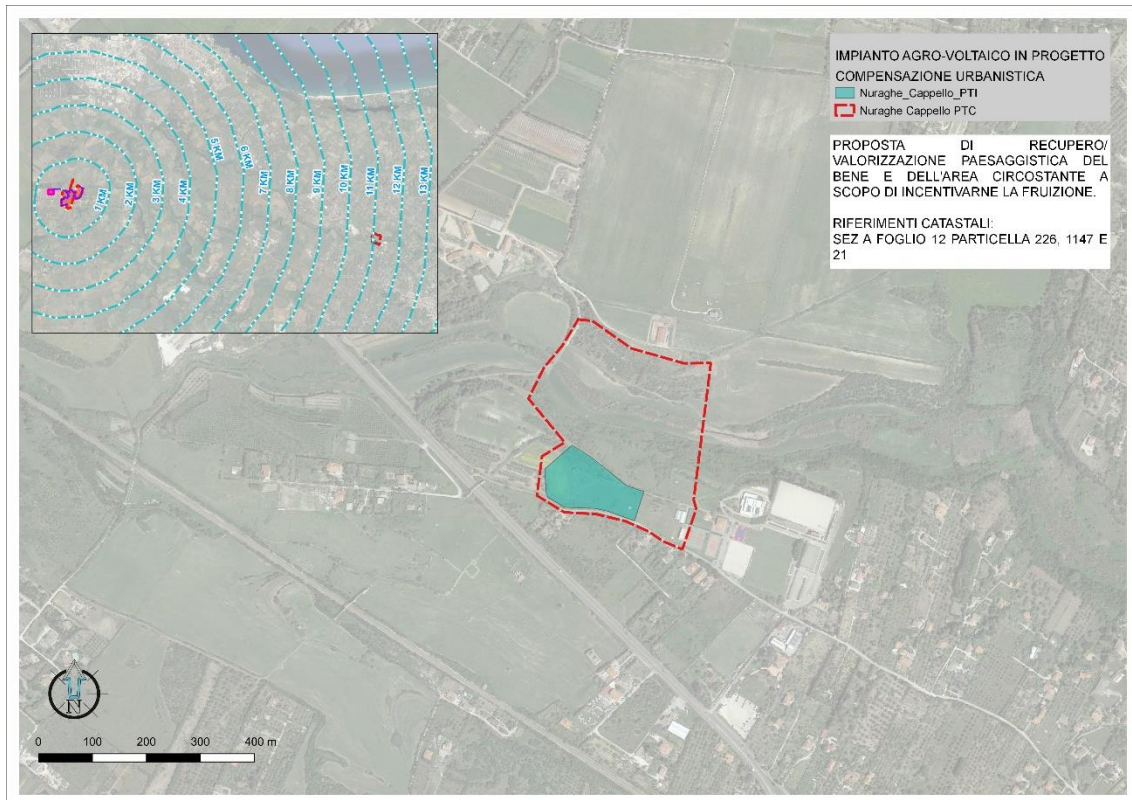 IMPIANTO AGRO-VOLTAICO IN PROGETTO
COMPENSAZIONE URBANISTICA
Nuraghe_Cappello_PTI
Nuraghe Cappello PTC
PROPOSTA DI RECUPERO/
VALORIZZAZIONE PAESAGGISTICA DEL
BENE E DELL'AREA CIRCOSTANTE A
SCOPO DI INCENTIVARNE LA FRUIZIONE.
RIFERIMENTI CATASTALI:
SEZ A FOGLIO 12 PARTICELLA 226, 1147 E
21
1 KM
2 KM
3 KM
4 KM
5 KM
6 KM
7 KM
8 KM
9 KM
10 KM
11 KM
12 KM
13 KM
N
0 100 200 300 400 m